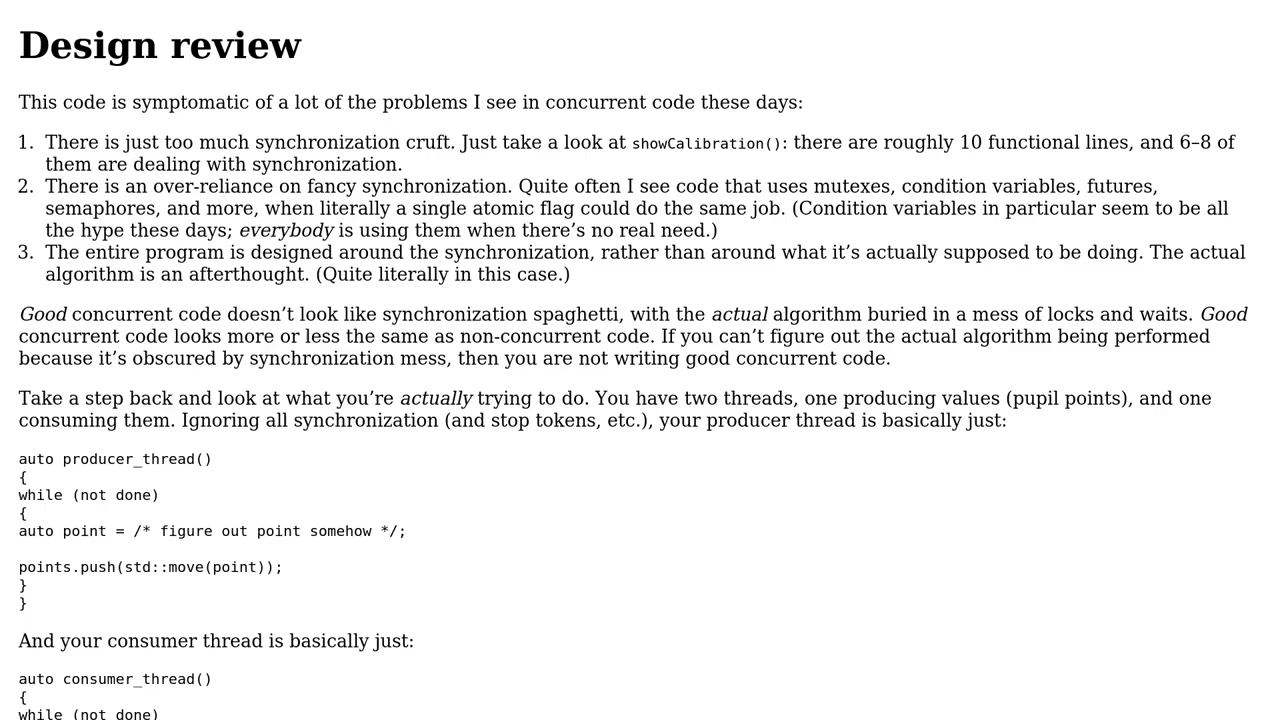 Design review
This code is symptomatic of a lot of the problems I see in concurrent code these days:
1. There is just too much synchronization cruft. Just take a look at showCalibration(): there are roughly 10 functional lines, and 6–8 of
them are dealing with synchronization.
2. There is an over-reliance on fancy synchronization. Quite often I see code that uses mutexes, condition variables, futures,
semaphores, and more, when literally a single atomic flag could do the same job. (Condition variables in particular seem to be all
the hype these days; everybody is using them when there’s no real need.)
3. The entire program is designed around the synchronization, rather than around what it’s actually supposed to be doing. The actual
algorithm is an afterthought. (Quite literally in this case.)
Good concurrent code doesn’t look like synchronization spaghetti, with the actual algorithm buried in a mess of locks and waits. Good
concurrent code looks more or less the same as non-concurrent code. If you can’t figure out the actual algorithm being performed
because it’s obscured by synchronization mess, then you are not writing good concurrent code.
Take a step back and look at what you’re actually trying to do. You have two threads, one producing values (pupil points), and one
consuming them. Ignoring all synchronization (and stop tokens, etc.), your producer thread is basically just:
auto producer_thread()
{
while (not done)
{
auto point = /* figure out point somehow */;
points.push(std::move(point));
}
}
And your consumer thread is basically just:
auto consumer_thread()
{
while (not done)